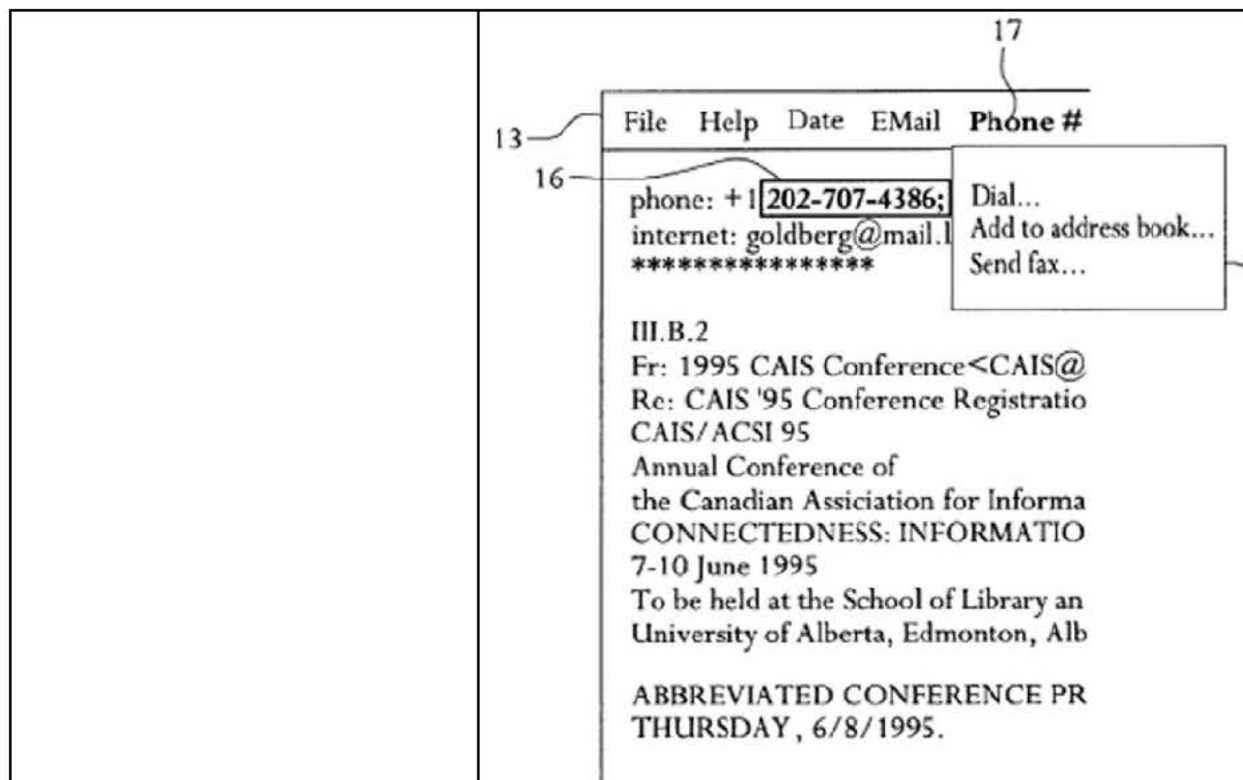 17
13
File Help Date EMail Phone #
16
phone: +1 202-707-4386;
Dial...
internet: goldberg@mail.l
Add to address book...
****************
Send fax...
III.B.2
Fr: 1995 CAIS Conference<CAIS@
Re: CAIS '95 Conference Registratio
CAIS/ACSI 95
Annual Conference of
the Canadian Assiciation for Informa
CONNECTEDNESS: INFORMATIO
7-10 June 1995
To be held at the School of Library an
University of Alberta, Edmonton, Alb
ABBREVIATED CONFERENCE PR
THURSDAY, 6/8/1995.